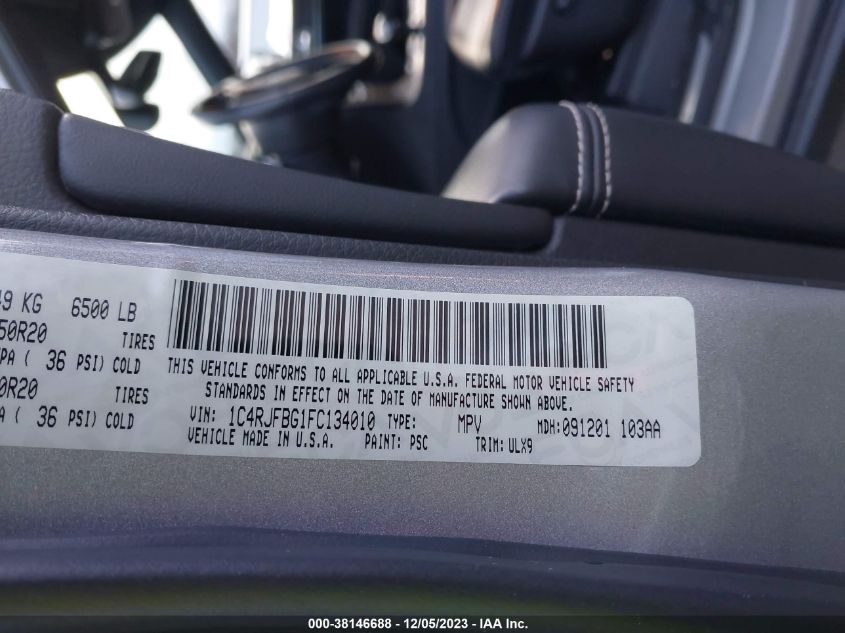 49 KG 6500 LB
50R20 TIRES
PA ( 36 PSI) COLD
0R20 TIRES
A ( 36 PSI) COLD
THIS VEHICLE CONFORMS TO ALL APPLICABLE U.S.A. FEDERAL MOTOR VEHICLE SAFETY
STANDARDS IN EFFECT ON THE DATE OF MANUFACTURE SHOWN ABOVE.
VIN: 1C4RJFBG1FC134010 TYPE: MPV MDH:091201 103AA
VEHICLE MADE IN U.S.A. PAINT: PSC TRIM:ULX9
000-38146688 - 12/05/2023 - IAA Inc.